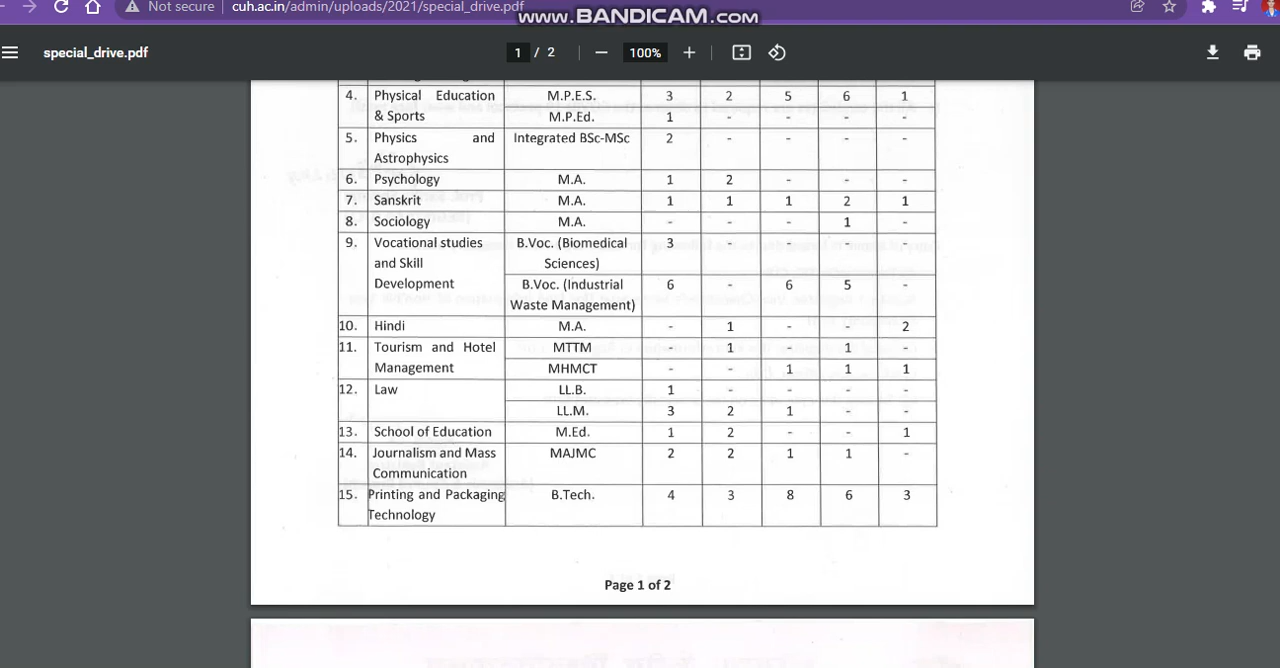 Not secure cuh.ac.in/admin/uploads/2021/special_drive.pdf
www.BANDICAM.com
special_drive.pdf 1 / 2 — 100% +
4. Physical Education M.P.E.S. 3 2 5 6 1
& Sports M.P.Ed. 1 - - - -
5. Physics and Integrated BSc-MSc 2 - - - -
Astrophysics
6. Psychology M.A. 1 2 - - -
7. Sanskrit M.A. 1 1 1 2 1
8. Sociology M.A. - - - 1 -
9. Vocational studies B.Voc. (Biomedical 3 - - - -
and Skill Sciences)
Development B.Voc. (Industrial 6 - 6 5 -
Waste Management)
10. Hindi M.A. - 1 - - 2
11. Tourism and Hotel MTTM - 1 - 1 -
Management MHMCT - - 1 1 1
12. Law LL.B. 1 - - - -
LL.M. 3 2 1 - -
13. School of Education M.Ed. 1 2 - - 1
14. Journalism and Mass MAJMC 2 2 1 1 -
Communication
15. Printing and Packaging B.Tech. 4 3 8 6 3
Technology
Page 1 of 2